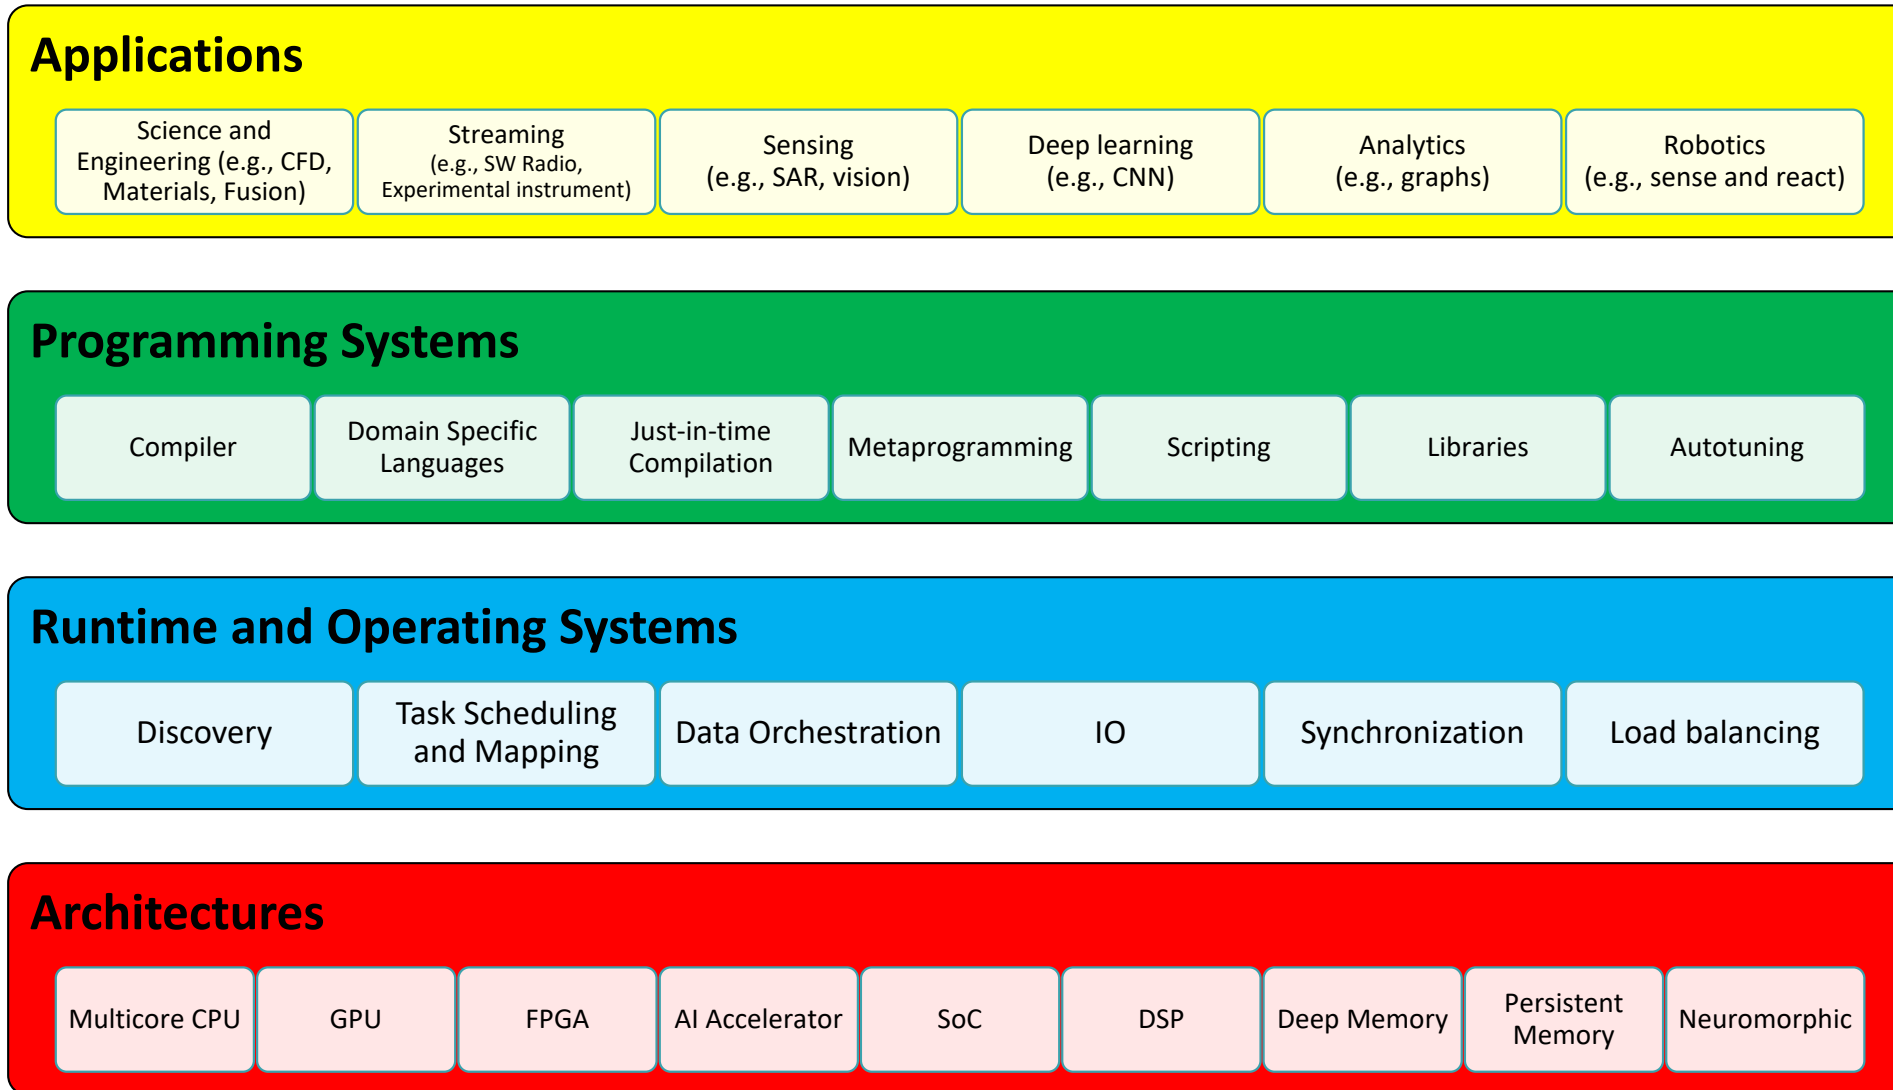 Applications
Science and
Engineering (e.g., CFD,
Materials, Fusion)
Streaming
(e.g., SW Radio,
Experimental instrument)
Sensing
(e.g., SAR, vision)
Deep learning
(e.g., CNN)
Analytics
(e.g., graphs)
Robotics
(e.g., sense and react)
Programming Systems
Compiler
Domain Specific
Languages
Just-in-time
Compilation
Metaprogramming
Scripting
Libraries
Autotuning
Runtime and Operating Systems
Discovery
Task Scheduling
and Mapping
Data Orchestration
IO
Synchronization
Load balancing
Architectures
Multicore CPU
GPU
FPGA
AI Accelerator
SoC
DSP
Deep Memory
Persistent
Memory
Neuromorphic